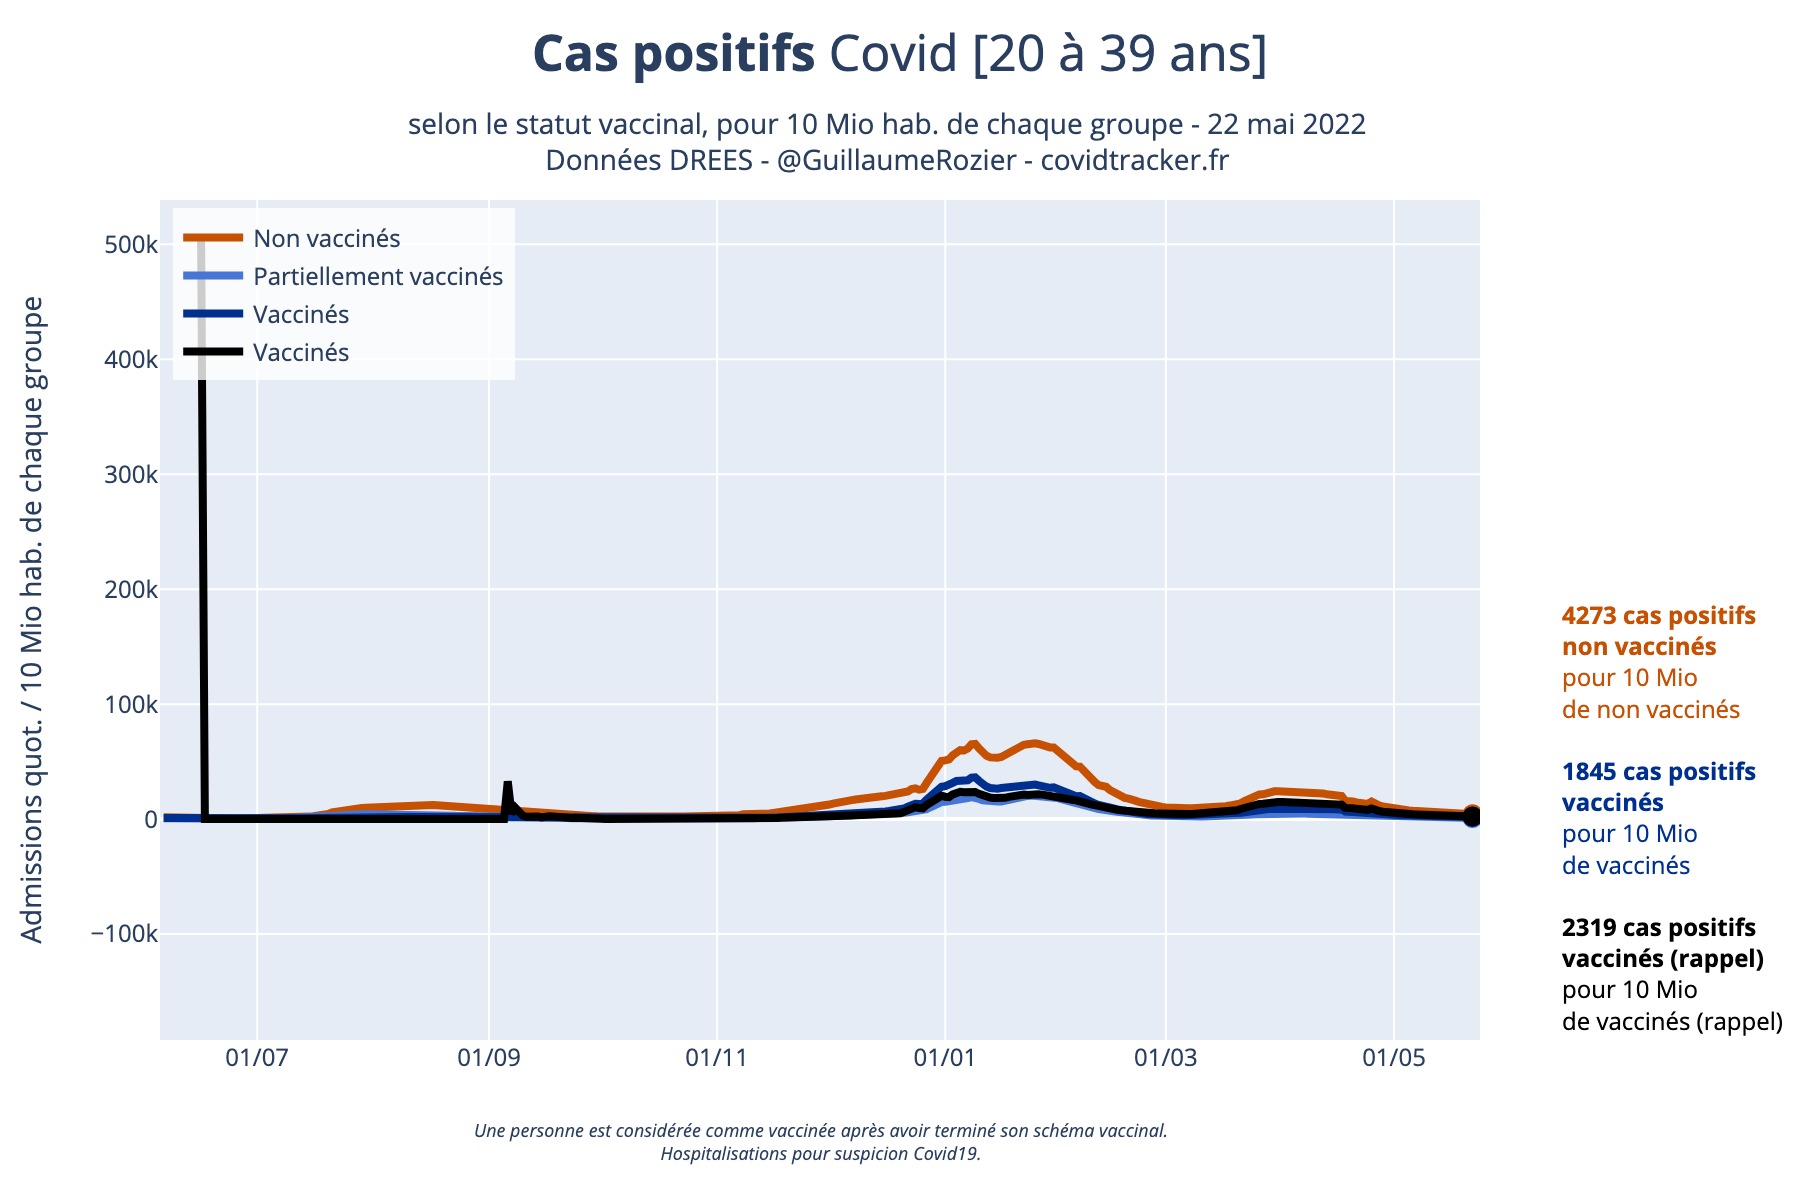 Cas positifs Covid [20 à 39 ans]
selon le statut vaccinal, pour 10 Mio hab. de chaque groupe - 22 mai 2022
Données DREES - @GuillaumeRozier - covidtracker.fr
Admissions quot. / 10 Mio hab. de chaque groupe
500k
400k
300k
200k
100k
0
−100k
Non vaccinés
Partiellement vaccinés
Vaccinés
Vaccinés
01/07
01/09
01/11
01/01
01/03
01/05
4273 cas positifs
non vaccinés
pour 10 Mio
de non vaccinés
1845 cas positifs
vaccinés
pour 10 Mio
de vaccinés
2319 cas positifs
vaccinés (rappel)
pour 10 Mio
de vaccinés (rappel)
Une personne est considérée comme vaccinée après avoir terminé son schéma vaccinal.
Hospitalisations pour suspicion Covid19.